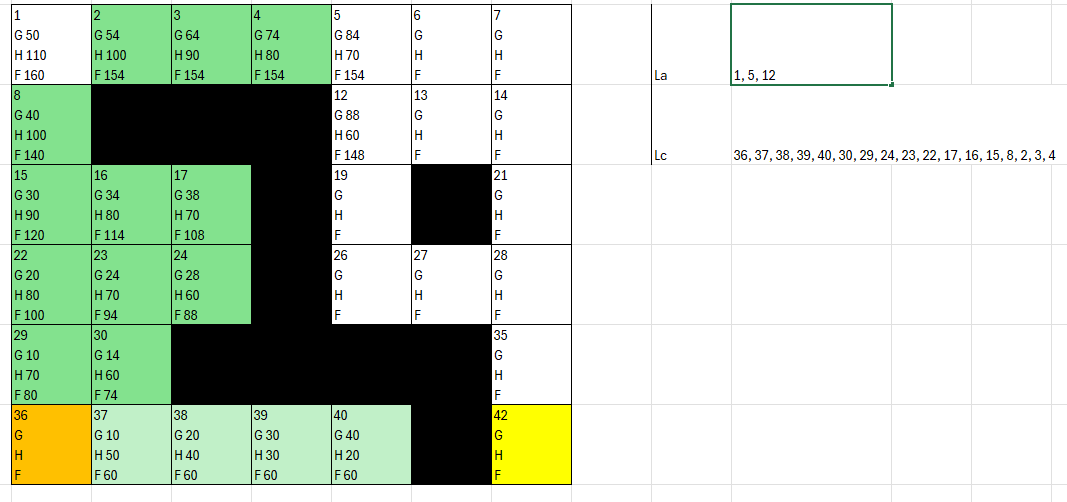 1 2 3 4 5 6 7
G 50 G 54 G 64 G 74 G 84 G G
H 110 H 100 H 90 H 80 H 70 H H
F 160 F 154 F 154 F 154 F 154 F F La 1, 5, 12
8 12 13 14
G 40 G 88 G G
H 100 H 60 H H
F 140 F 148 F F Lc 36, 37, 38, 39, 40, 30, 29, 24, 23, 22, 17, 16, 15, 8, 2, 3, 4
15 16 17 19 21
G 30 G 34 G 38 G G
H 90 H 80 H 70 H H
F 120 F 114 F 108 F F
22 23 24 26 27 28
G 20 G 24 G 28 G G G
H 80 H 70 H 60 H H H
F 100 F 94 F 88 F F F
29 30 35
G 10 G 14 G
H 70 H 60 H
F 80 F 74 F
36 37 38 39 40 42
G G 10 G 20 G 30 G 40 G
H H 50 H 40 H 30 H 20 H
F F 60 F 60 F 60 F 60 F